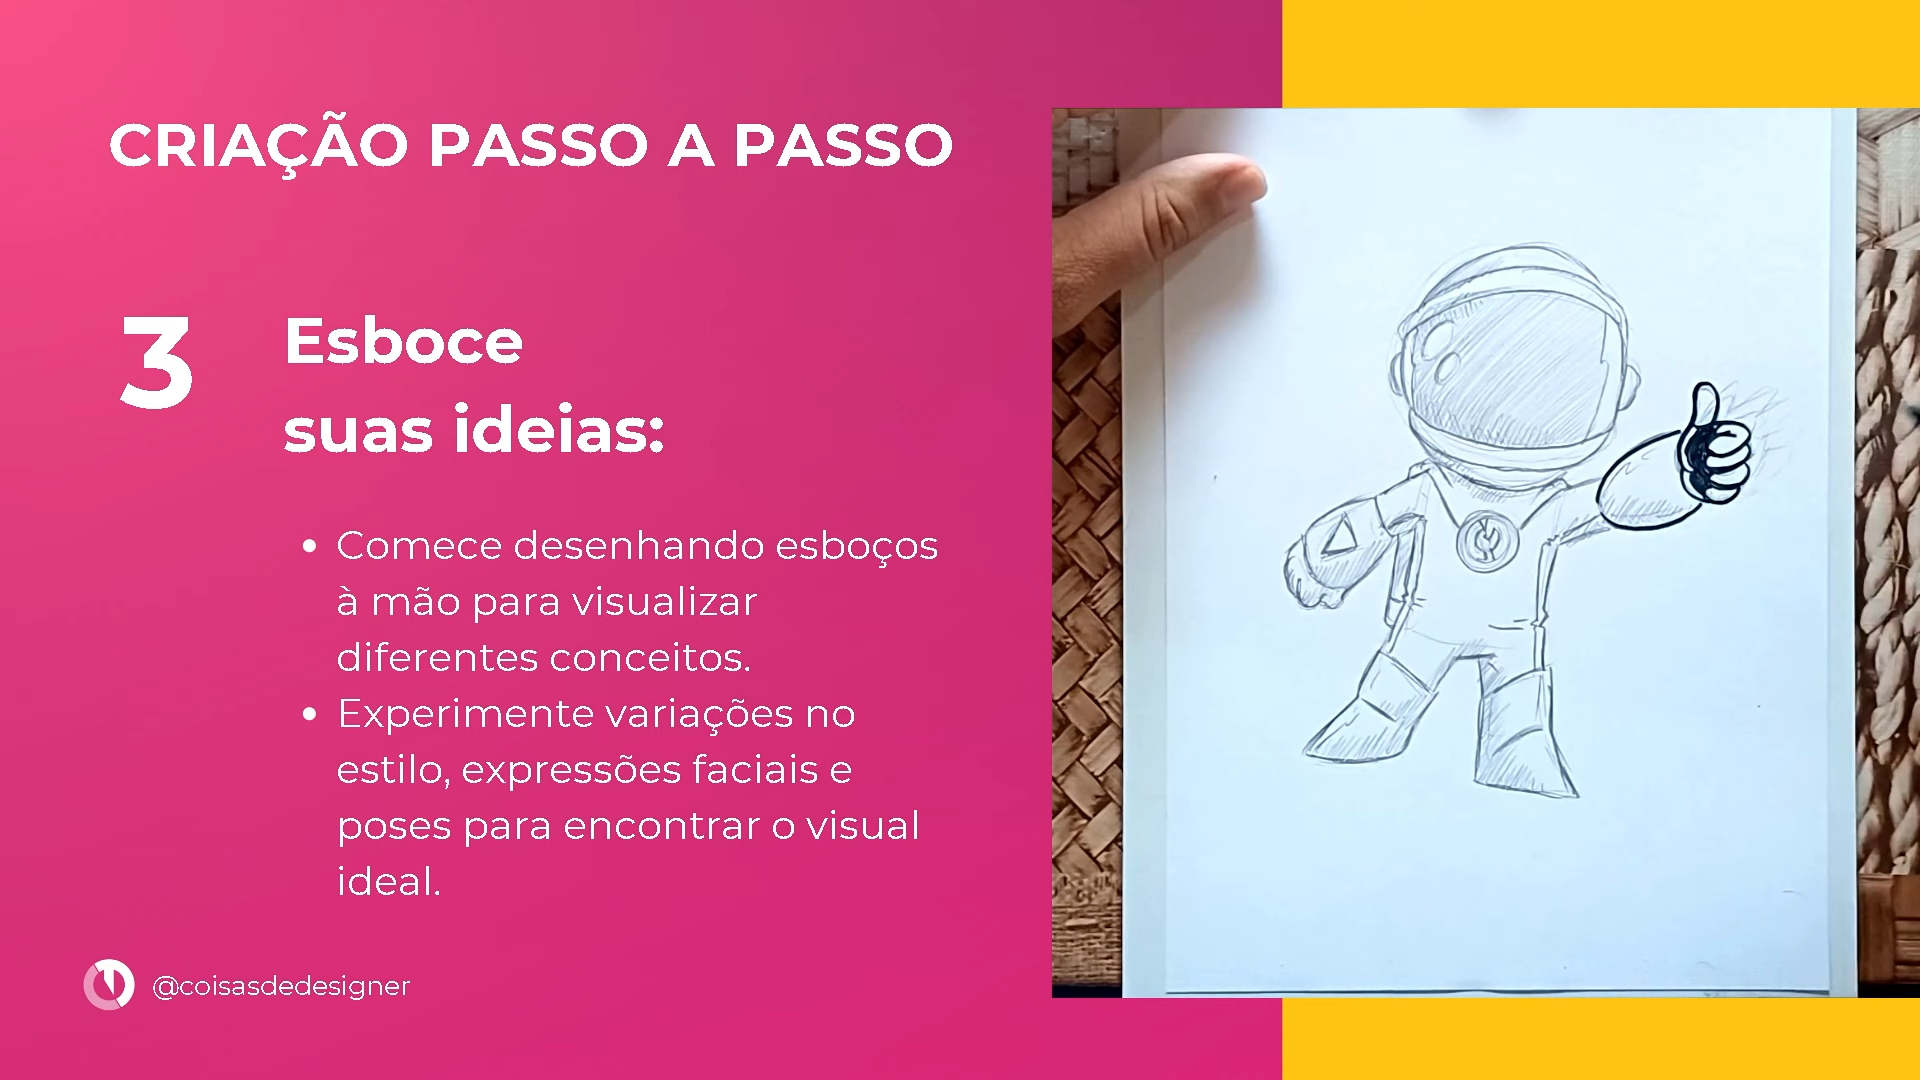 CRIAÇÃO PASSO A PASSO
3
Esboce
suas ideias:
• Comece desenhando esboços
à mão para visualizar
diferentes conceitos.
• Experimente variações no
estilo, expressões faciais e
poses para encontrar o visual
ideal.
@coisasdedesigner